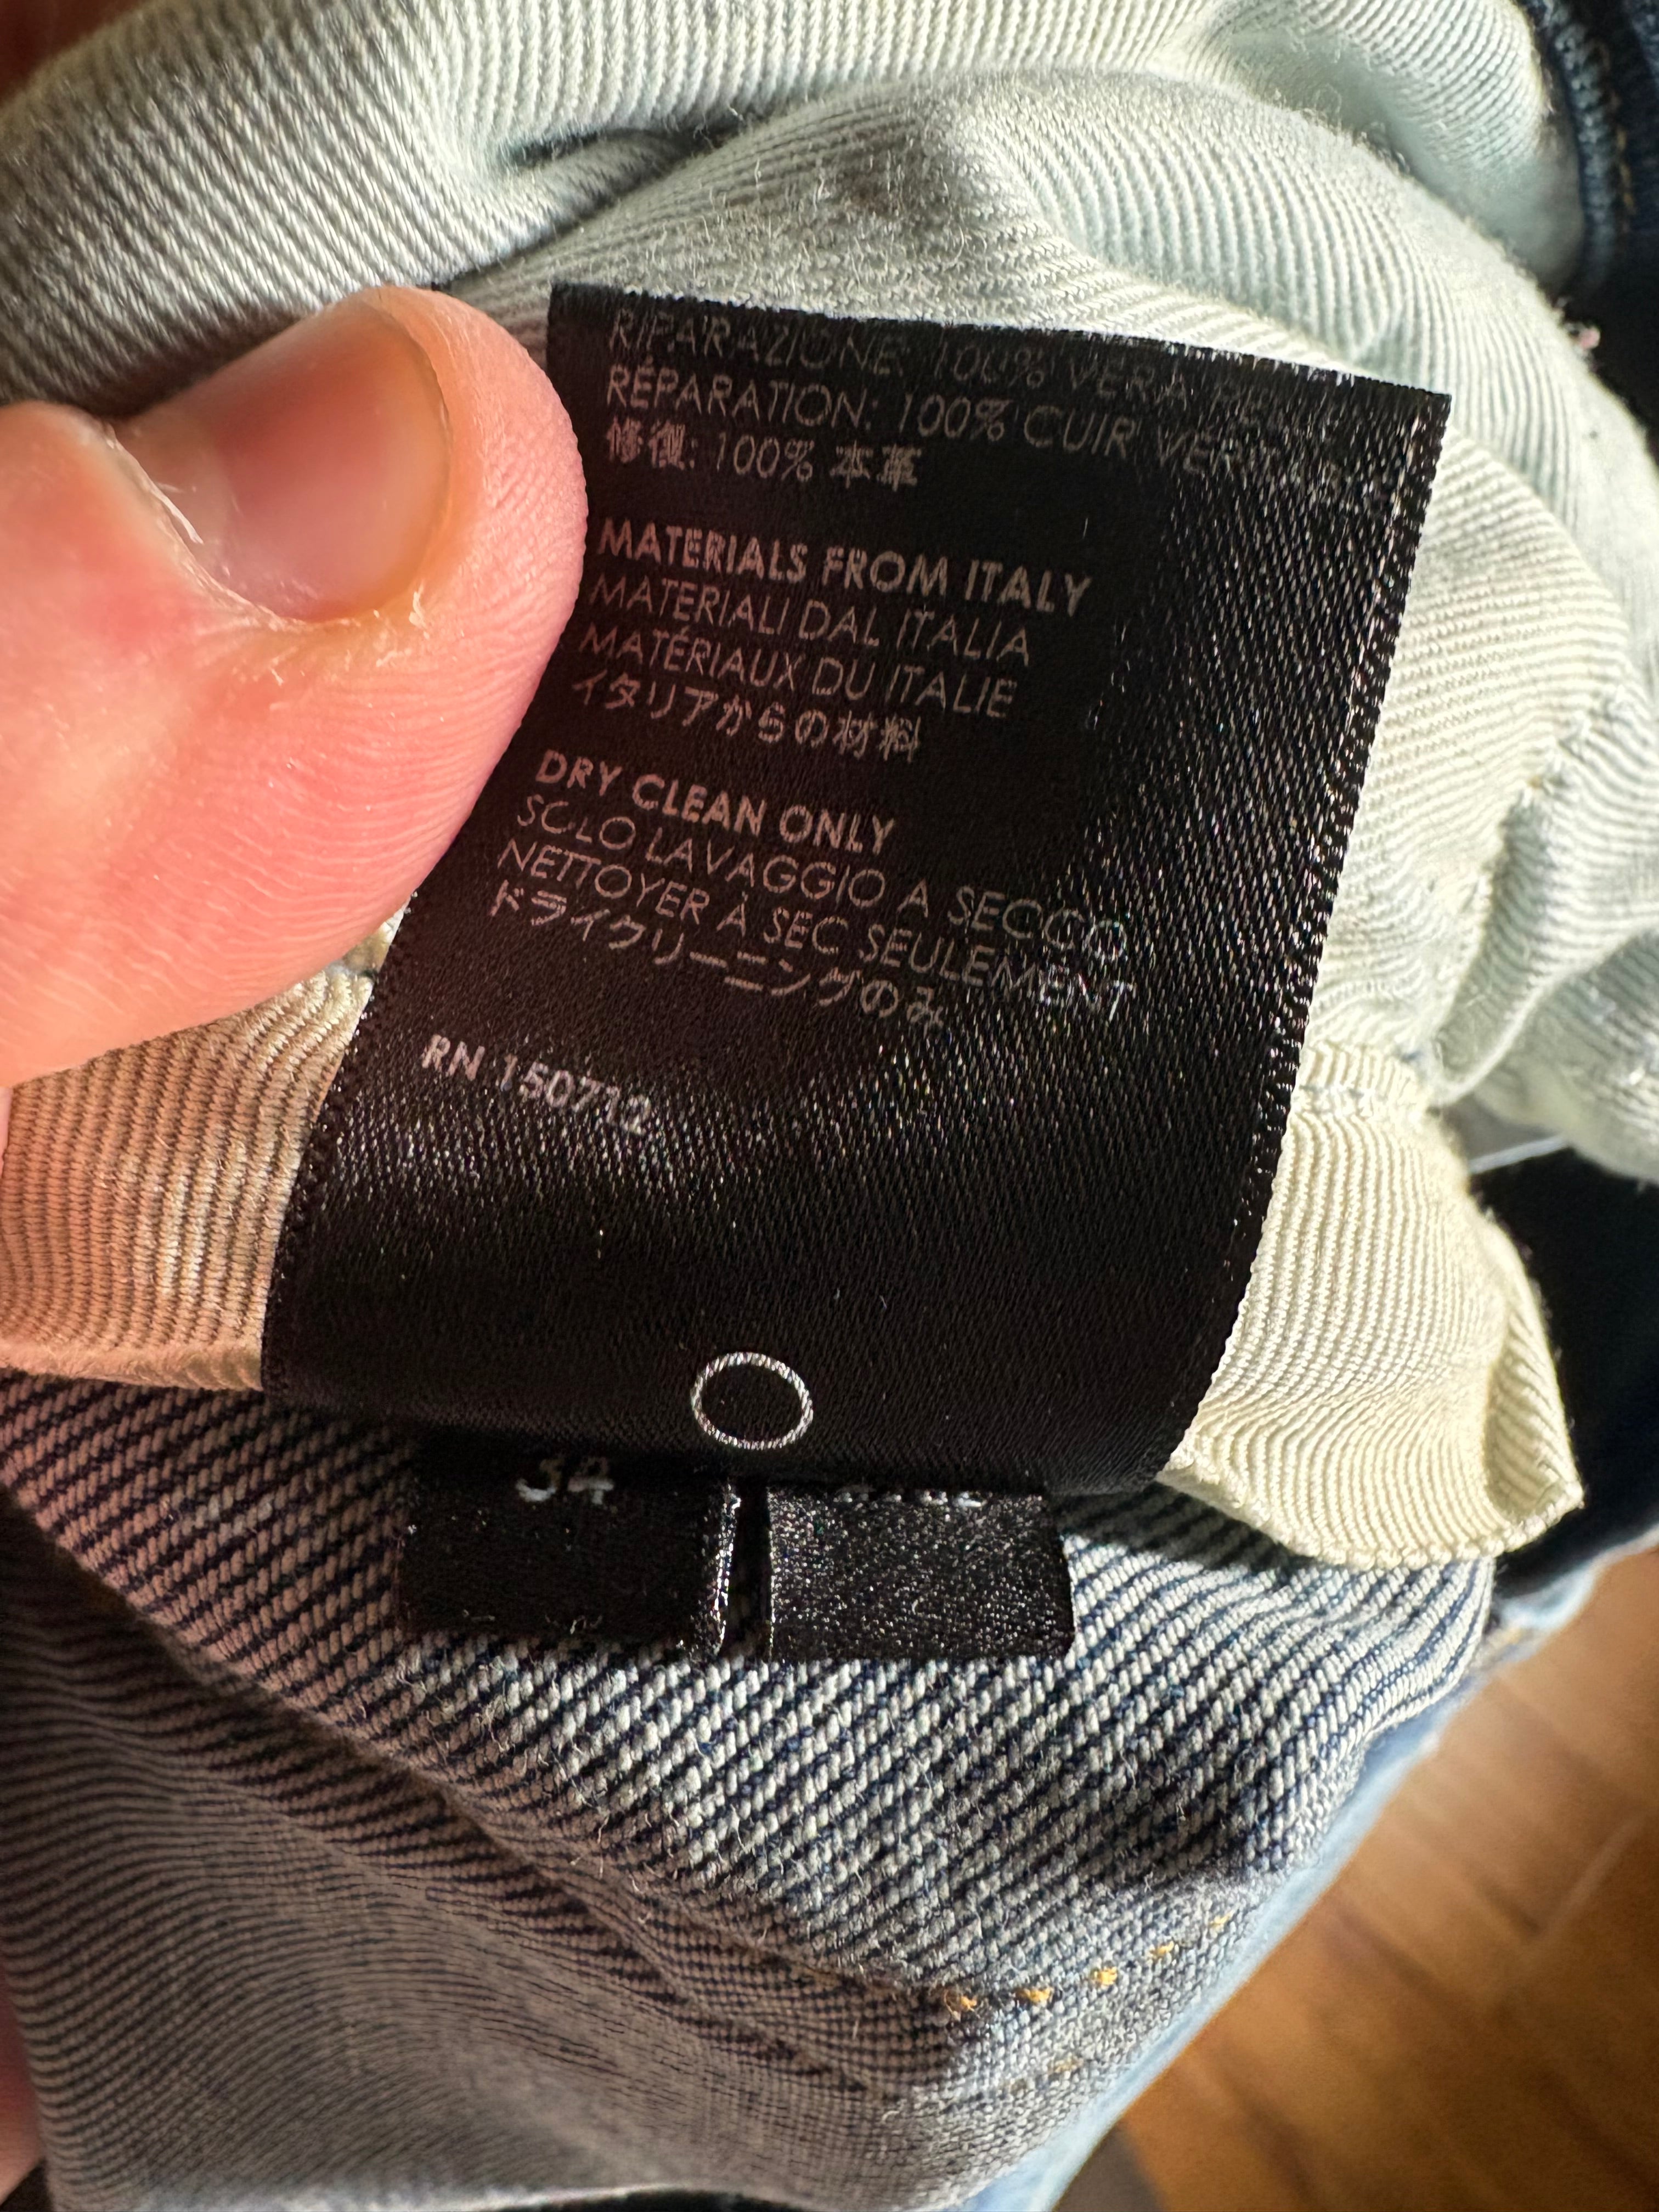 RIPARAZIONE: 100% VERA PELLE
RÉPARATION: 100% CUIR VÉRITABLE
修復: 100% 本革
MATERIALS FROM ITALY
MATERIALI DAL ITALIA
MATÉRIAUX DU ITALIE
イタリアからの材料
DRY CLEAN ONLY
SOLO LAVAGGIO A SECCO
NETTOYER À SEC SEULEMENT
ドライクリーニングのみ
RN 150712
34